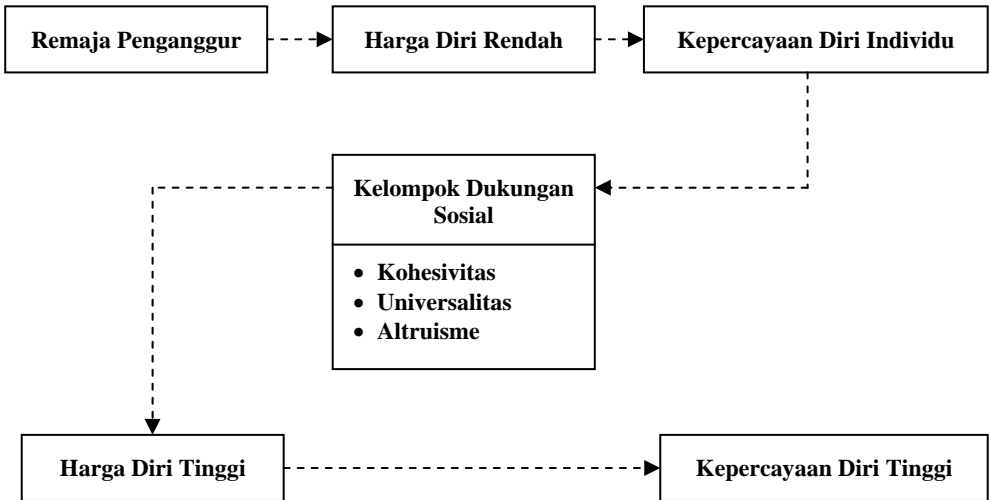 Remaja Penganggur
Harga Diri Rendah
Kepercayaan Diri Individu
Kelompok Dukungan
Sosial
• Kohesivitas
• Universalitas
• Altruisme
Harga Diri Tinggi
Kepercayaan Diri Tinggi